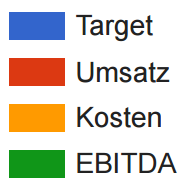 Target
Umsatz
Kosten
EBITDA